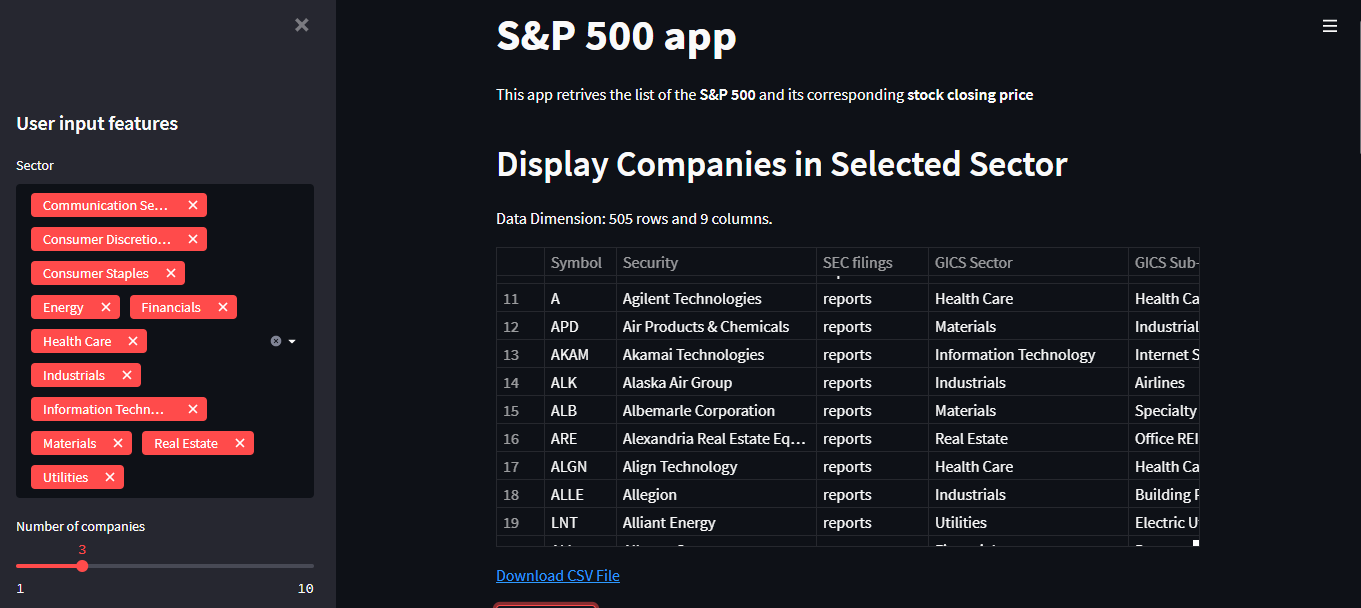 User input features
Sector
Communication Se...
Consumer Discretio...
Consumer Staples
Energy Financials
Health Care
Industrials
Information Techn...
Materials Real Estate
Utilities
Number of companies
3
1 10
S&P 500 app
This app retrives the list of the S&P 500 and its corresponding stock closing price
Display Companies in Selected Sector
Data Dimension: 505 rows and 9 columns.
Symbol Security SEC filings GICS Sector GICS Sub-
11 A Agilent Technologies reports Health Care Health Ca
12 APD Air Products & Chemicals reports Materials Industrial
13 AKAM Akamai Technologies reports Information Technology Internet S
14 ALK Alaska Air Group reports Industrials Airlines
15 ALB Albemarle Corporation reports Materials Specialty
16 ARE Alexandria Real Estate Eq... reports Real Estate Office REI
17 ALGN Align Technology reports Health Care Health Ca
18 ALLE Allegion reports Industrials Building
19 LNT Alliant Energy reports Utilities Electric U
Download CSV File